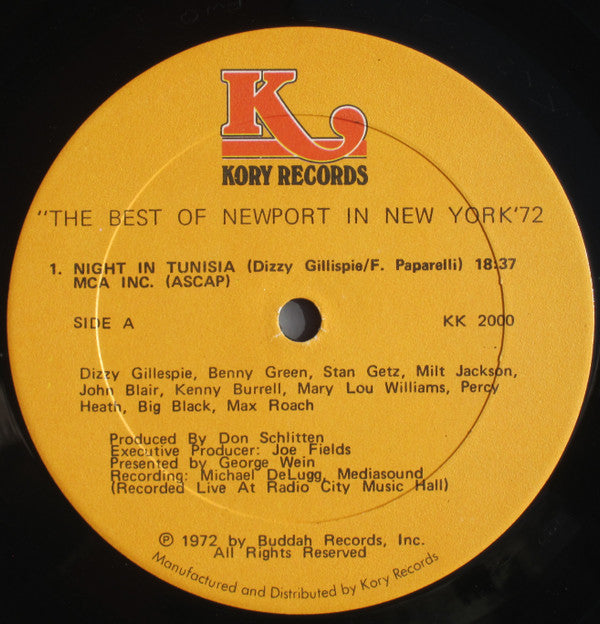 K
KORY RECORDS
"THE BEST OF NEWPORT IN NEW YORK'72
1. NIGHT IN TUNISIA (Dizzy Gillispie/F. Paparelli) 18:37
MCA INC. (ASCAP)
SIDE A KK 2000
Dizzy Gillespie, Benny Green, Stan Getz, Milt Jackson,
John Blair, Kenny Burrell, Mary Lou Williams, Percy
Heath, Big Black, Max Roach
Produced By Don Schlitten
Executive Producer: Joe Fields
Presented by George Wein
Recording: Michael DeLugg, Mediasound
(Recorded Live At Radio City Music Hall)
℗ 1972 by Buddah Records, Inc.
All Rights Reserved
Manufactured and Distributed by Kory Records